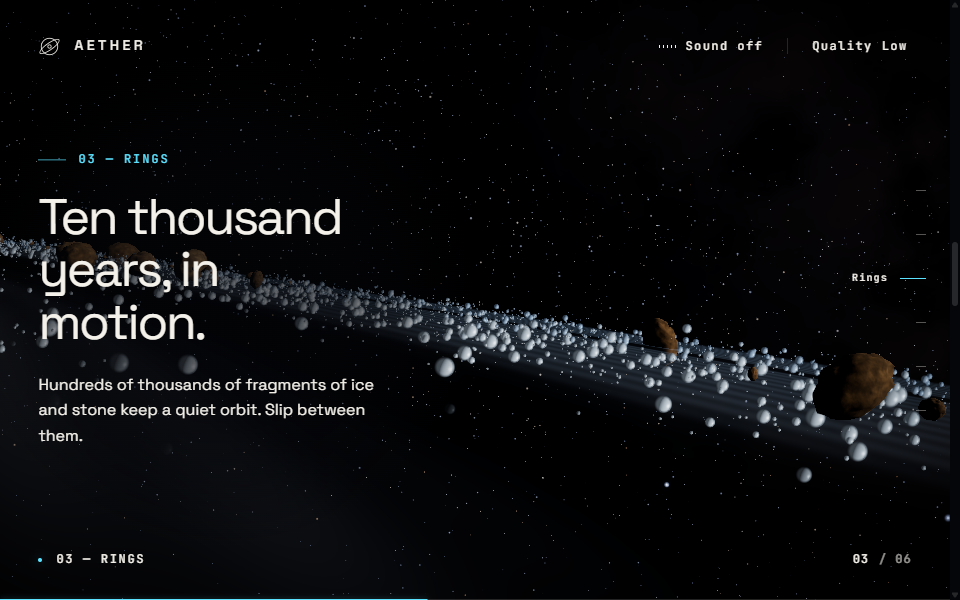 AETHER
Sound off
Quality Low
03 — RINGS
Ten thousand
years, in
motion.
Rings
Hundreds of thousands of fragments of ice
and stone keep a quiet orbit. Slip between
them.
03 — RINGS
03 / 06